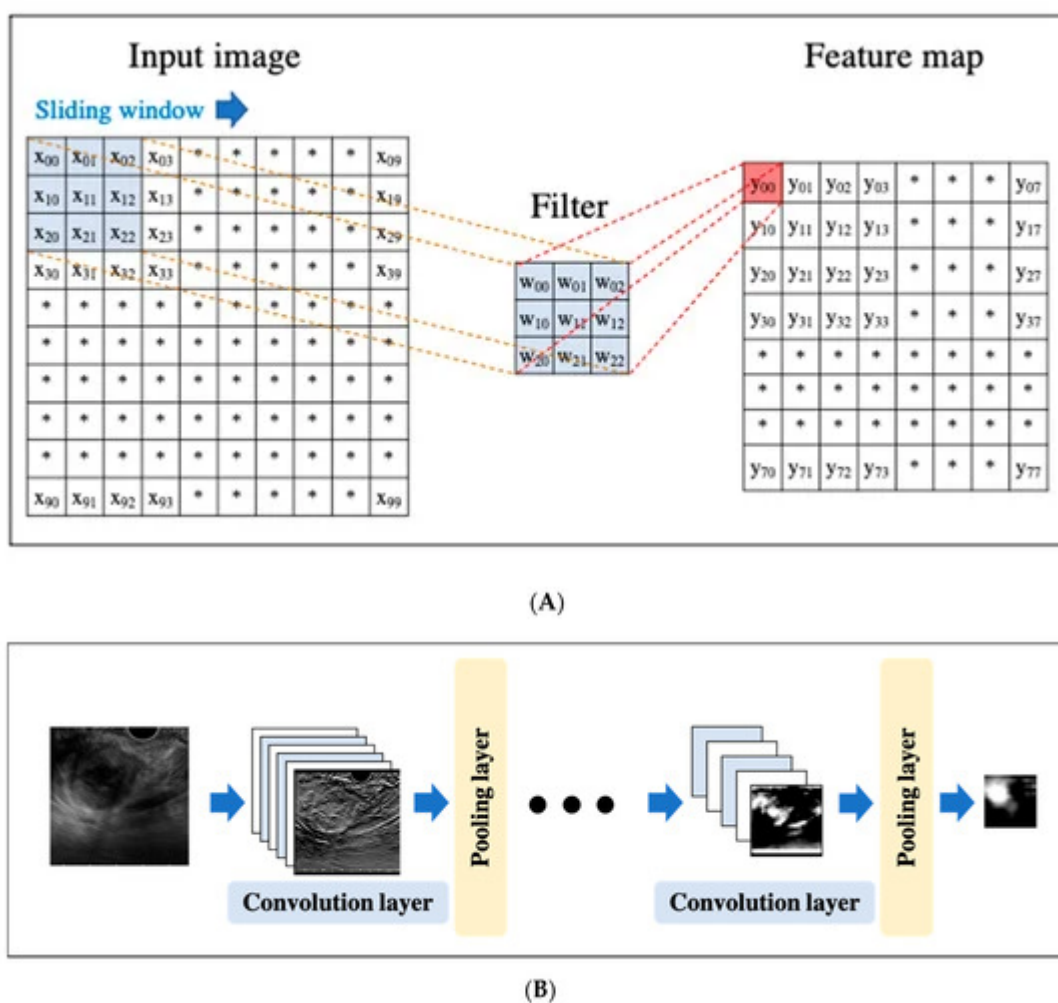 Input image
Feature map
Sliding window
x00 x01 x02 x03 * * * * * x09
x10 x11 x12 x13 * * * * * x19
x20 x21 x22 x23 * * * * * x29
x30 x31 x32 x33 * * * * * x39
* * * * * * * * * *
* * * * * * * * * *
* * * * * * * * * *
* * * * * * * * * *
* * * * * * * * * *
x90 x91 x92 x93 * * * * * x99
Filter
w00 w01 w02
w10 w11 w12
w20 w21 w22
y00 y01 y02 y03 * * * y07
y10 y11 y12 y13 * * * y17
y20 y21 y22 y23 * * * y27
y30 y31 y32 y33 * * * y37
* * * * * * * *
* * * * * * * *
* * * * * * * *
y70 y71 y72 y73 * * * y77
(A)
Convolution layer
Pooling layer
● ● ●
Convolution layer
Pooling layer
(B)